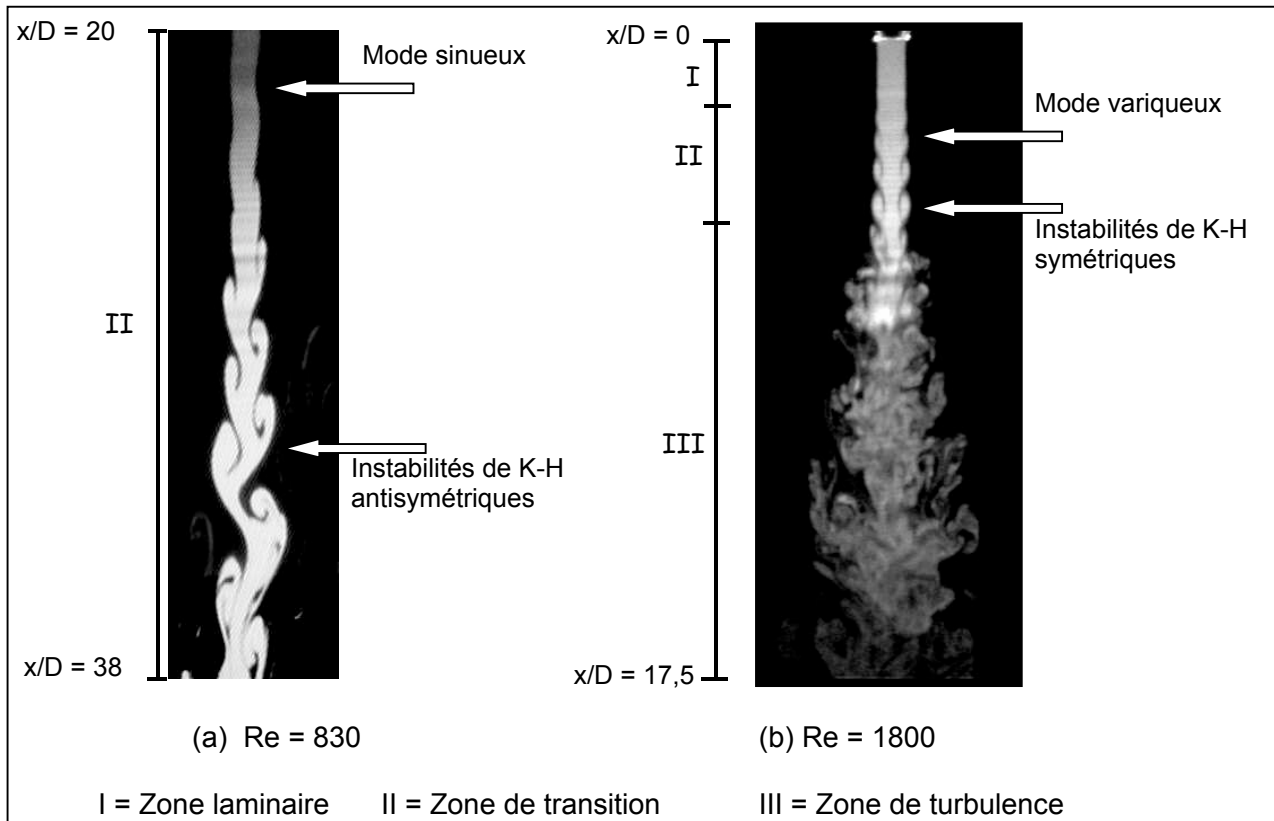 x/D = 20
Mode sinueux
II
Instabilités de K-H
antisymétriques
x/D = 38
(a) Re = 830
x/D = 0
I
Mode variqueux
II
Instabilités de K-H
symétriques
III
x/D = 17,5
(b) Re = 1800
I = Zone laminaire II = Zone de transition III = Zone de turbulence